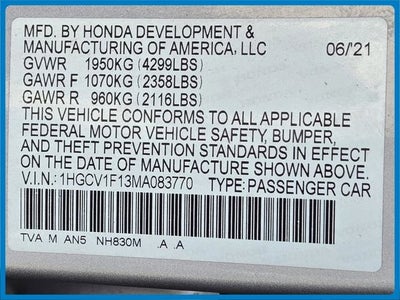 MFD. BY HONDA DEVELOPMENT &
MANUFACTURING OF AMERICA, LLC 06/21
GVWR 1950KG (4299LBS)
GAWR F 1070KG (2358LBS)
GAWR R 960KG (2116LBS)
THIS VEHICLE CONFORMS TO ALL APPLICABLE
FEDERAL MOTOR VEHICLE SAFETY, BUMPER,
AND THEFT PREVENTION STANDARDS IN EFFECT
ON THE DATE OF MANUFACTURE SHOWN ABOVE.
V.I.N.: 1HGCV1F13MA083770 TYPE: PASSENGER CAR
TVA M AN5 NH830M .A .A